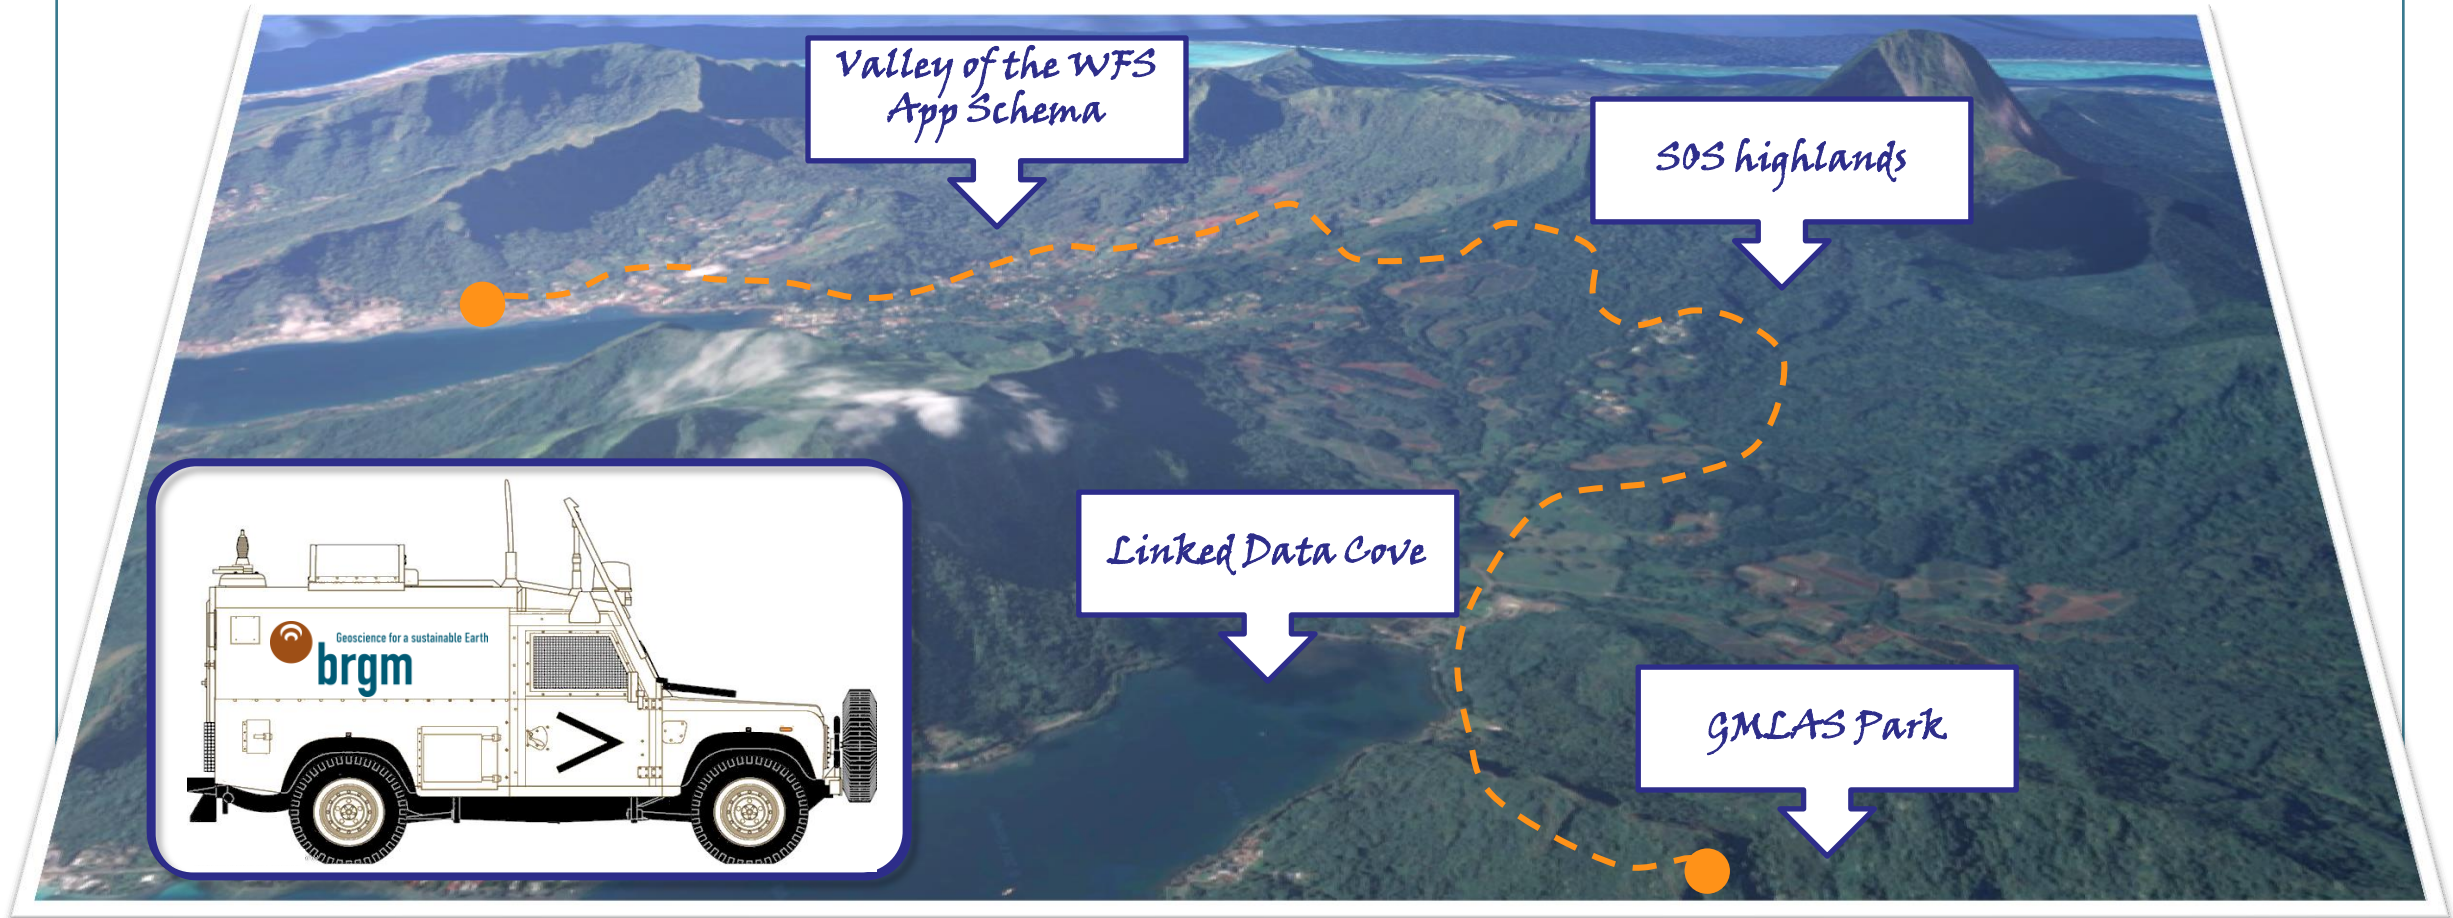 Valley of the WFS
App Schema
SOS highlands
Linked Data Cove
Geoscience for a sustainable Earth
brgm
GMLAS Park